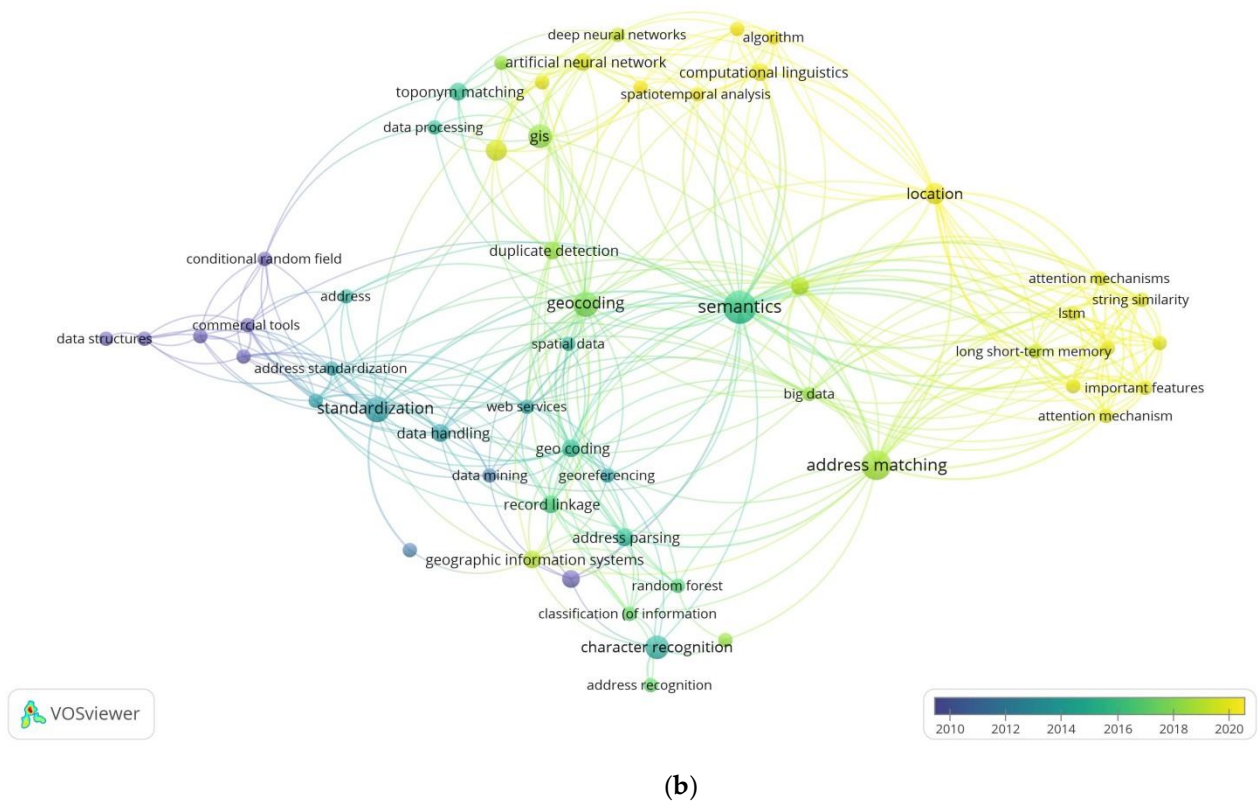 deep neural networks
algorithm
artificial neural network
computational linguistics
toponym matching
spatiotemporal analysis
data processing
gis
location
duplicate detection
conditional random field
attention mechanisms
address
string similarity
geocoding
semantics
lstm
commercial tools
data structures
spatial data
long short-term memory
address standardization
important features
big data
standardization
web services
attention mechanism
data handling
geo coding
address matching
data mining
georeferencing
record linkage
address parsing
geographic information systems
random forest
classification (of information
character recognition
address recognition
VOSviewer
2010 2012 2014 2016 2018 2020
(b)